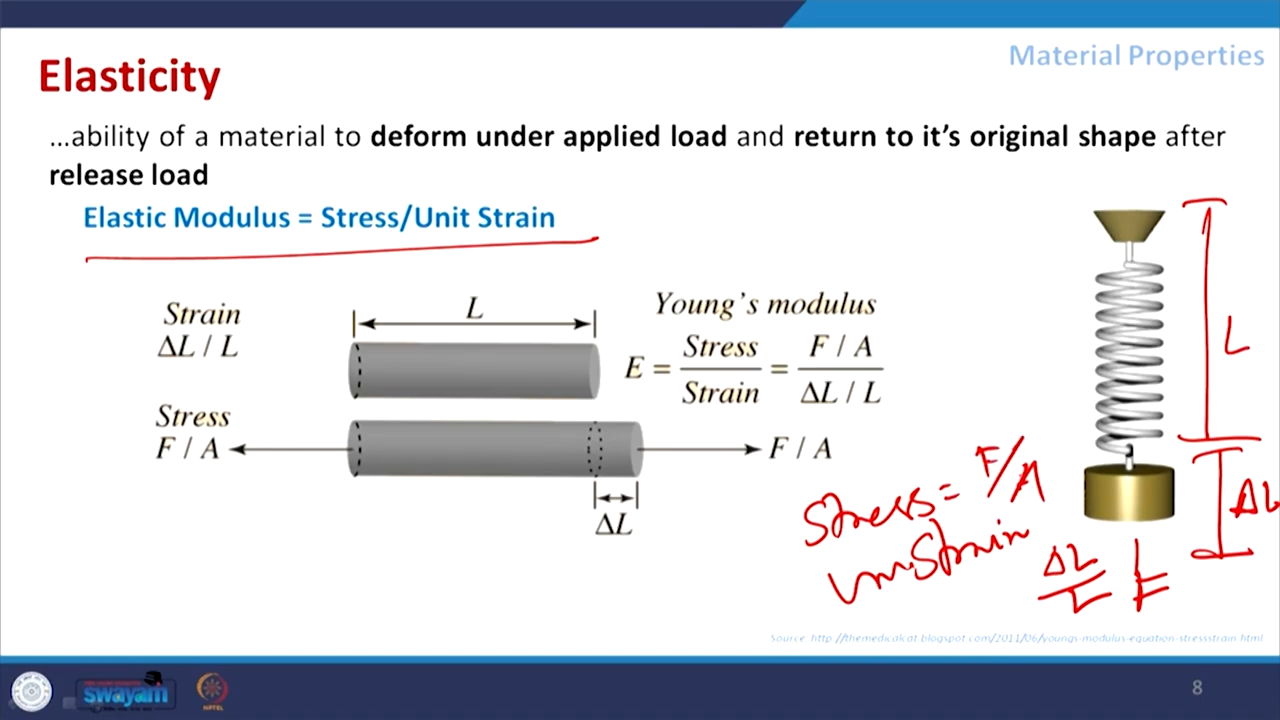 Material Properties
Elasticity
...ability of a material to deform under applied load and return to it's original shape after
release load
Elastic Modulus = Stress/Unit Strain
Strain
ΔL / L
L
Young's modulus
E = Stress / Strain = F / A / ΔL / L
Stress
F / A
F / A
ΔL
L
ΔL
Stress = F/A
Strain
ΔL
L
F
Source: http://themedicalcat.blogspot.com/2011/06/youngs-modulus-equation-stressstrain.html
swayam
8